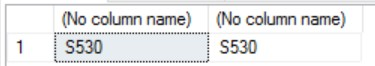 (No column name) (No column name)
1 S530 S530